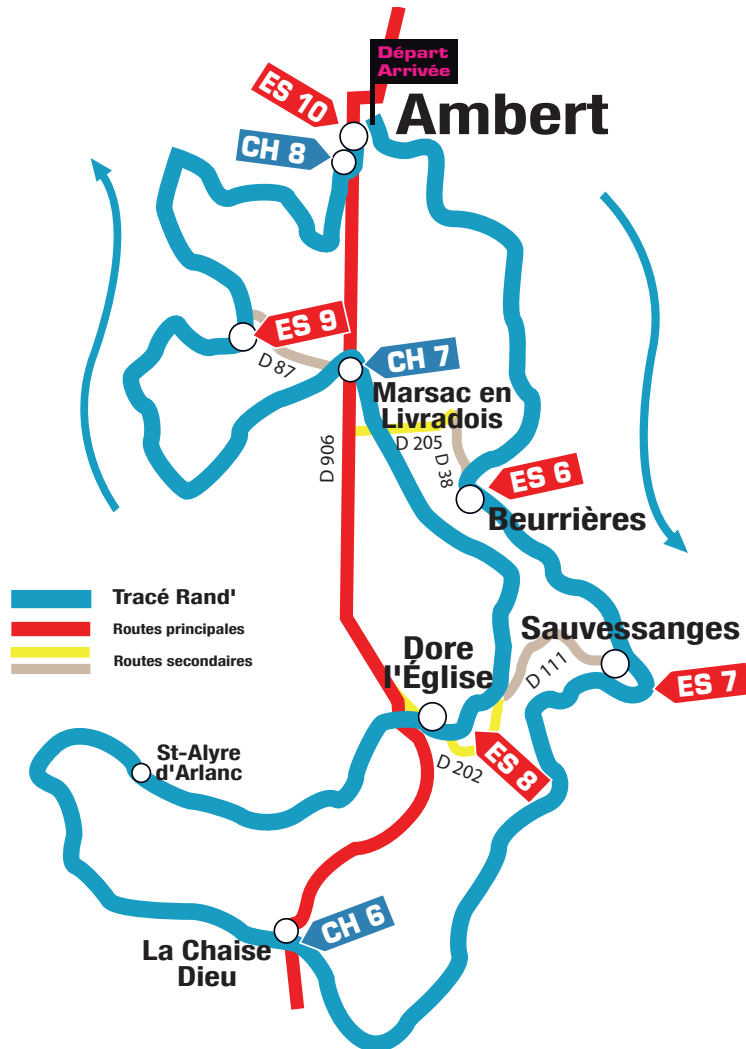 Départ
Arrivée
Ambert
ES 10
CH 8
ES 9
D 87
CH 7
Marsac en
Livradois
D 205
D 906
D 38
ES 6
Beurrières
Tracé Rand'
Routes principales
Routes secondaires
Sauvessanges
Dore
l'Église
D 111
ES 7
St-Alyre
d'Arlanc
D 202
ES 8
CH 6
La Chaise
Dieu